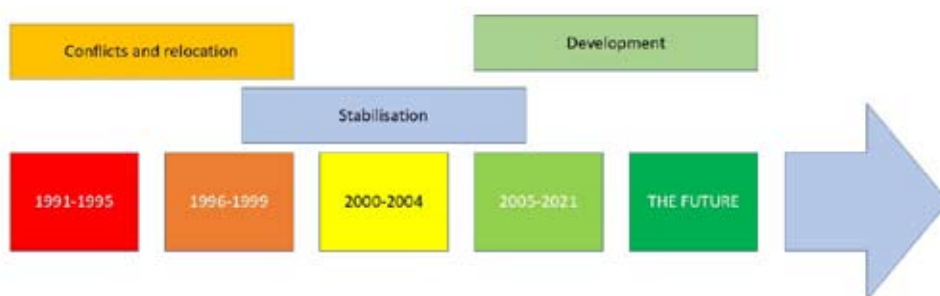 Conflicts and relocation
Development
Stabilisation
1991-1995
1996-1999
2000-2004
2005-2021
THE FUTURE